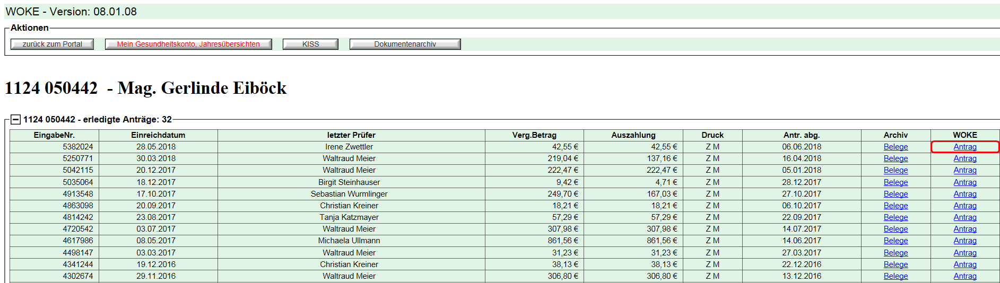 WOKE - Version: 08.01.08
Aktionen
zurück zum Portal Mein Gesundheitskonto, Jahresübersichten KISS Dokumentenarchiv
1124 050442 - Mag. Gerlinde Eiböck
1124 050442 - erledigte Anträge: 32
EingabeNr. Einreichdatum letzter Prüfer Verg.Betrag Auszahlung Druck Antr. abg. Archiv WOKE
5382024 28.05.2018 Irene Zwettler 42,55 € 42,55 € Z M 06.06.2018 Belege Antrag
5250771 30.03.2018 Waltraud Meier 219,04 € 137,16 € Z M 16.04.2018 Belege Antrag
5042115 20.12.2017 Waltraud Meier 222,47 € 222,47 € Z M 05.01.2018 Belege Antrag
5035064 18.12.2017 Birgit Steinhauser 9,42 € 4,71 € Z M 28.12.2017 Belege Antrag
4913548 17.10.2017 Sebastian Wurmlinger 249,70 € 167,03 € Z M 27.10.2017 Belege Antrag
4863098 20.09.2017 Christian Kreiner 18,21 € 18,21 € Z M 06.10.2017 Belege Antrag
4814242 23.08.2017 Tanja Katzmayer 57,29 € 57,29 € Z M 22.09.2017 Belege Antrag
4720542 03.07.2017 Waltraud Meier 307,98 € 307,98 € Z M 14.07.2017 Belege Antrag
4617986 08.05.2017 Michaela Ullmann 861,56 € 861,56 € Z M 14.06.2017 Belege Antrag
4498147 03.03.2017 Waltraud Meier 31,23 € 31,23 € Z M 27.03.2017 Belege Antrag
4341244 19.12.2016 Christian Kreiner 38,13 € 38,13 € Z M 22.12.2016 Belege Antrag
4302674 29.11.2016 Waltraud Meier 306,80 € 306,80 € Z M 13.12.2016 Belege Antrag